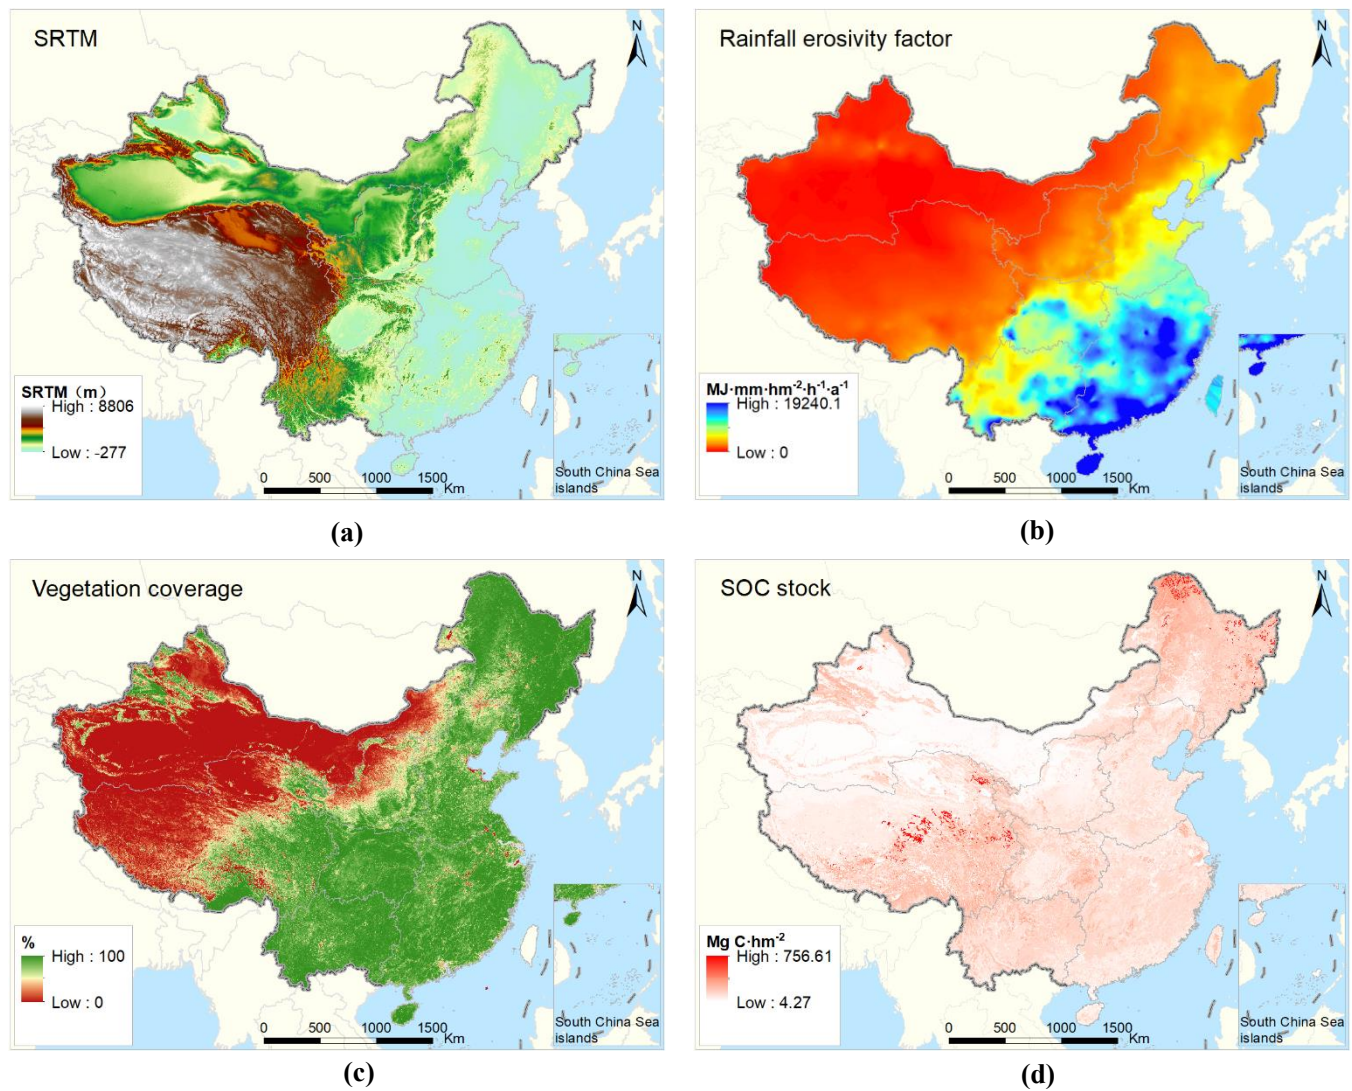 SRTM
N
SRTM（m）
High : 8806
Low : -277
0 500 1000 1500
Km
South China Sea
islands
(a)
Rainfall erosivity factor
N
MJ·mm·hm⁻²·h⁻¹·a⁻¹
High : 19240.1
Low : 0
0 500 1000 1500
Km
South China Sea
islands
(b)
Vegetation coverage
N
%
High : 100
Low : 0
0 500 1000 1500
Km
South China Sea
islands
(c)
SOC stock
N
Mg C·hm⁻²
High : 756.61
Low : 4.27
0 500 1000 1500
Km
South China Sea
islands
(d)